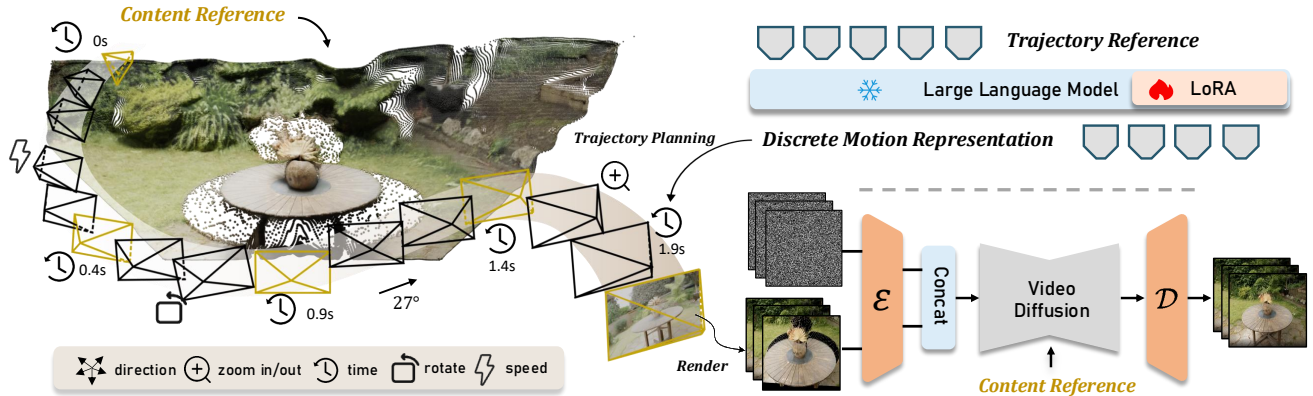 Content Reference
0s
Trajectory Reference
Large Language Model
LoRA
Trajectory Planning
Discrete Motion Representation
0.4s
0.9s
27°
1.4s
1.9s
Render
direction
zoom in/out
time
rotate
speed
ℰ
Concat
Video
Diffusion
𝒟
Content Reference